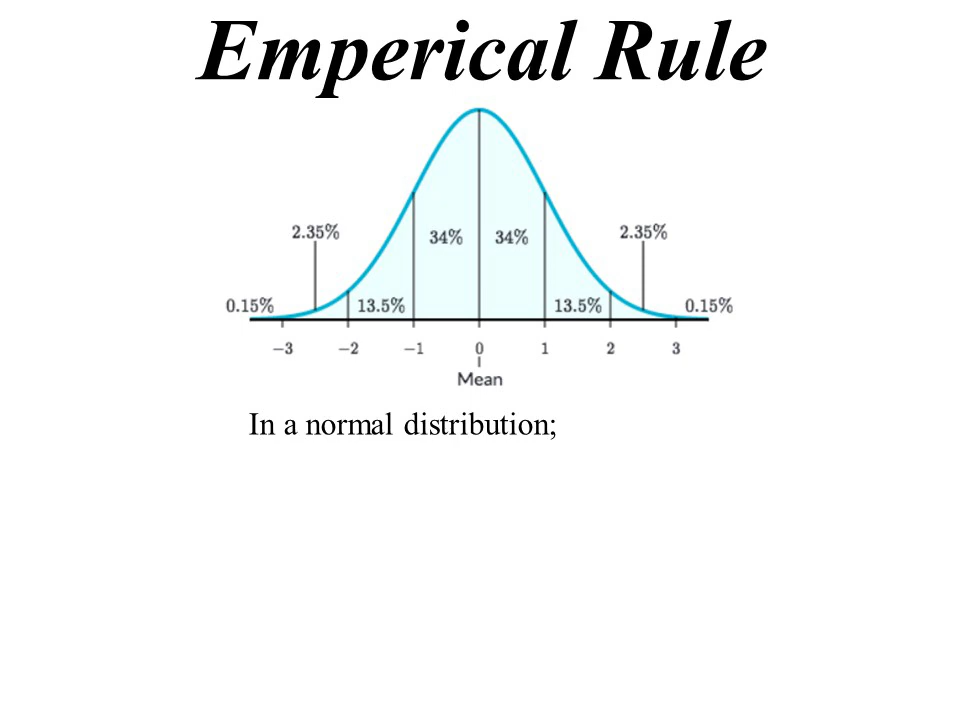 Emperical Rule
2.35% 2.35%
34% 34%
0.15% 13.5% 13.5% 0.15%
−3 −2 −1 0 1 2 3
Mean
In a normal distribution;